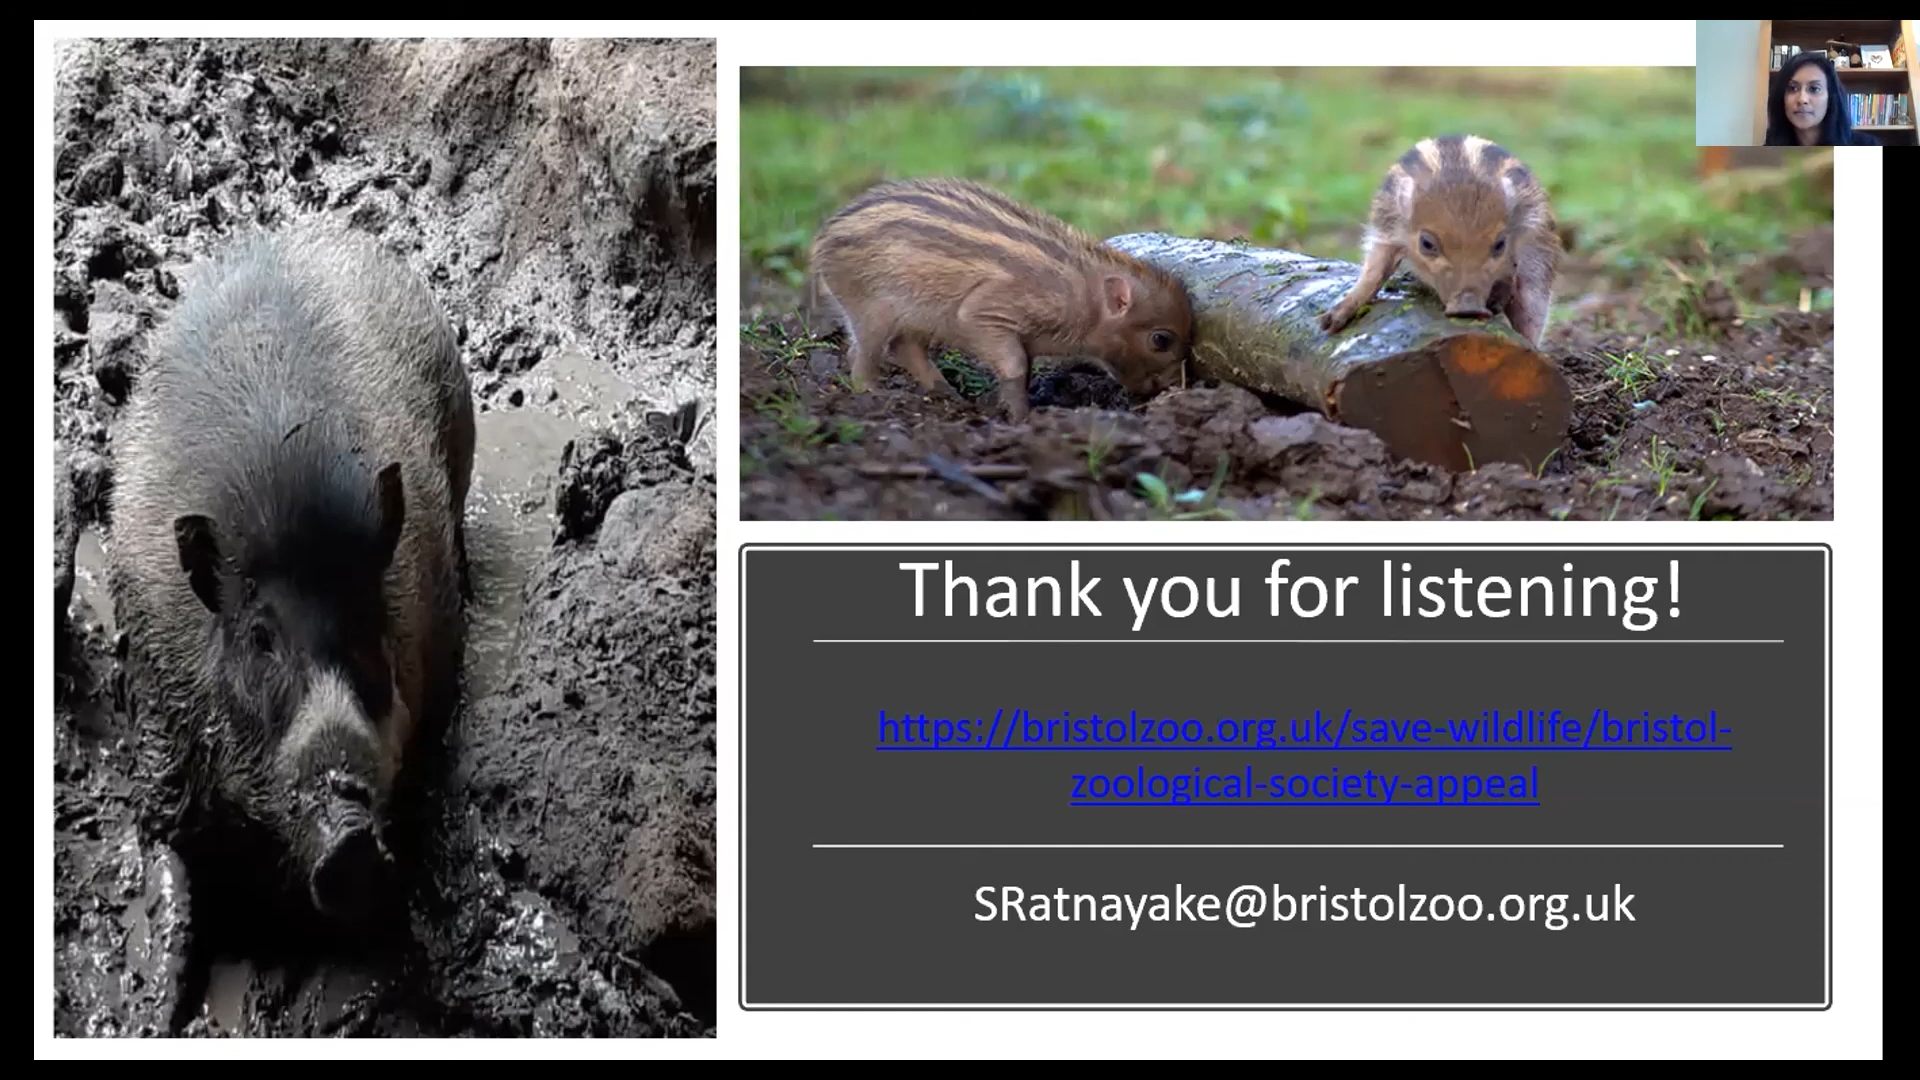 Thank you for listening!
https://bristolzoo.org.uk/save-wildlife/bristol-
zoological-society-appeal
SRatnayake@bristolzoo.org.uk